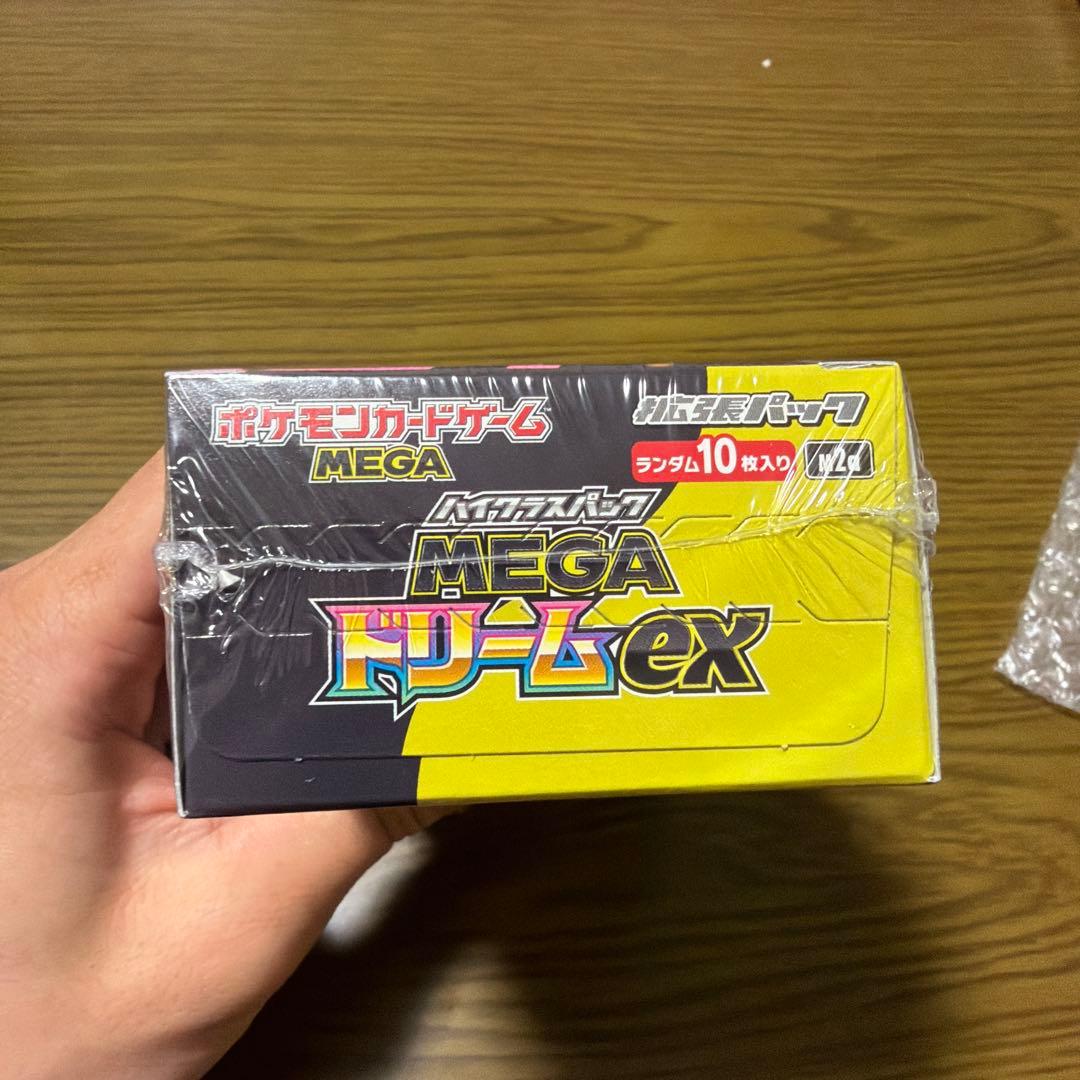 ポケモンカードゲーム
MEGA
拡張パック
ランダム10枚入り
M2a
ハイクラスパック
MEGA
ドリームex